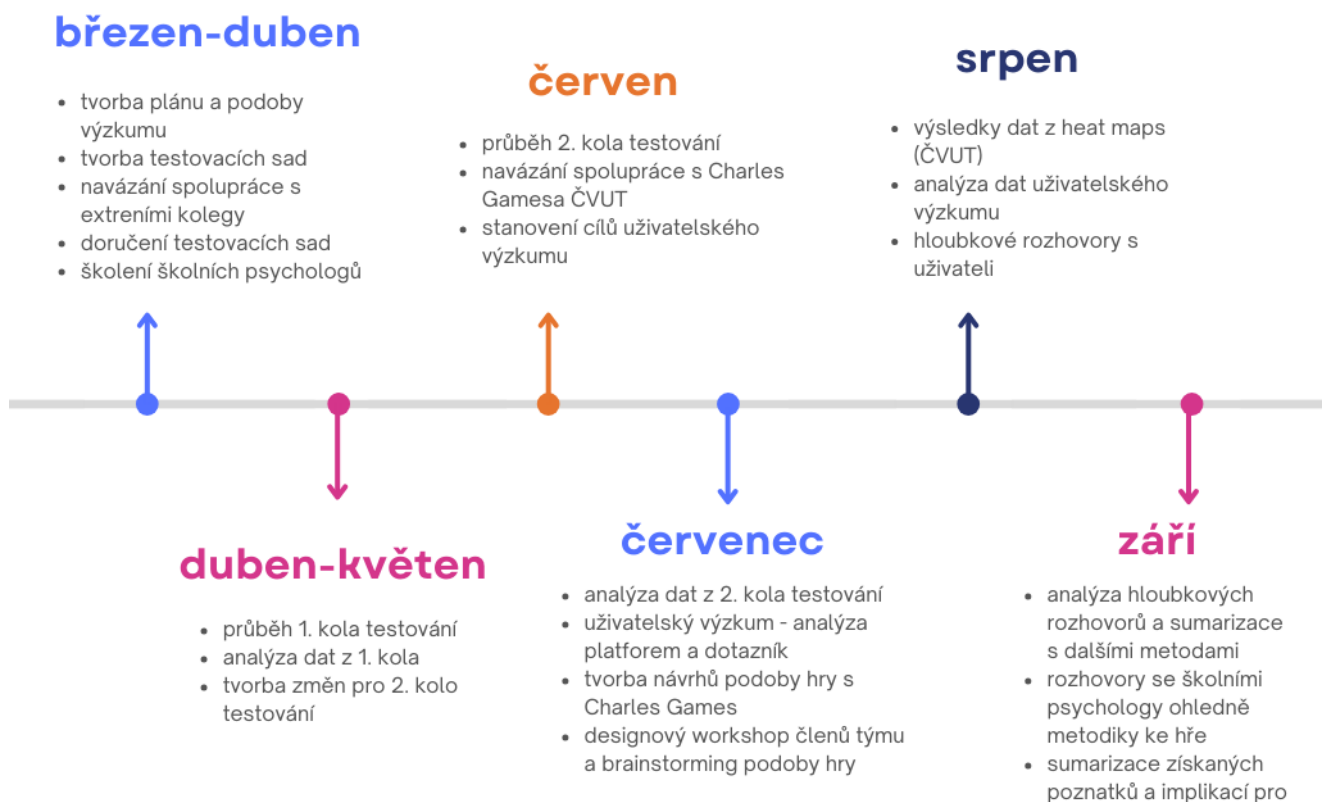 březen-duben
• tvorba plánu a podoby
výzkumu
• tvorba testovacích sad
• navázání spolupráce s
extreními kolegy
• doručení testovacích sad
• školení školních psychologů
červen
• průběh 2. kola testování
• navázání spolupráce s Charles
Gamesa ČVUT
• stanovení cílů uživatelského
výzkumu
srpen
• výsledky dat z heat maps
(ČVUT)
• analýza dat uživatelského
výzkumu
• hloubkové rozhovory s
uživateli
duben-květen
• průběh 1. kola testování
• analýza dat z 1. kola
• tvorba změn pro 2. kolo
testování
červenec
• analýza dat z 2. kola testování
• uživatelský výzkum - analýza
platforem a dotazník
• tvorba návrhů podoby hry s
Charles Games
• designový workshop členů týmu
a brainstorming podoby hry
září
• analýza hloubkových
rozhovorů a sumarizace
s dalšími metodami
• rozhovory se školními
psychology ohledně
metodiky ke hře
• sumarizace získaných
poznatků a implikací pro